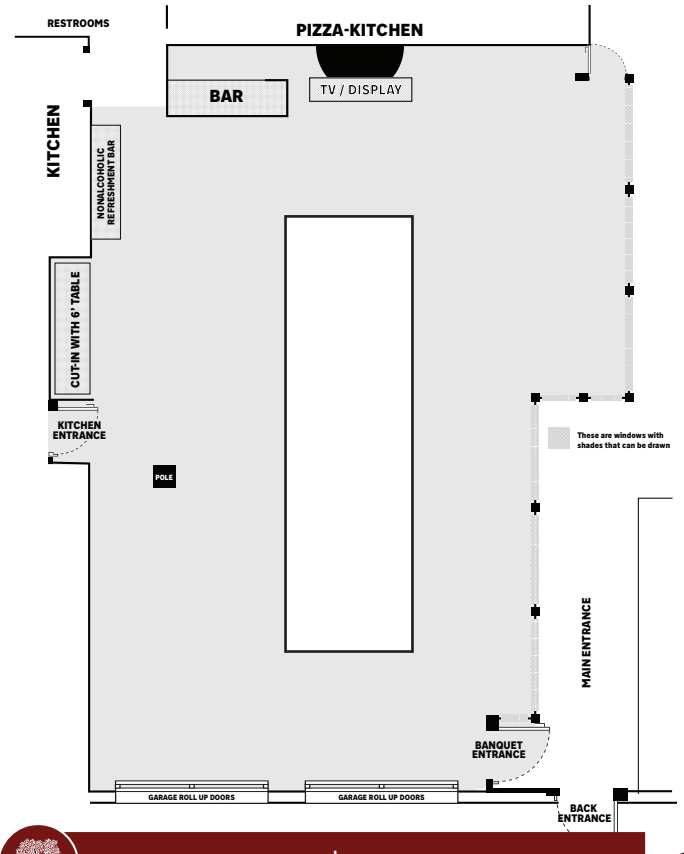 RESTROOMS
PIZZA-KITCHEN
BAR
TV / DISPLAY
KITCHEN
NONALCOHOLIC
REFRESHMENT BAR
CUT-IN WITH 6' TABLE
KITCHEN
ENTRANCE
These are windows with
shades that can be drawn
POLE
MAIN ENTRANCE
BANQUET
ENTRANCE
GARAGE ROLL UP DOORS
GARAGE ROLL UP DOORS
BACK
ENTRANCE